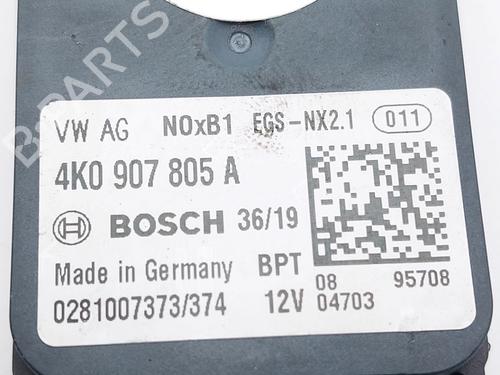 B-PARTS
VW AG NOxB1 EGS-NX2.1 011
4K0 907 805 A
BOSCH 36/19
Made in Germany BPT 08 95708
0281007373/374 12V 04703